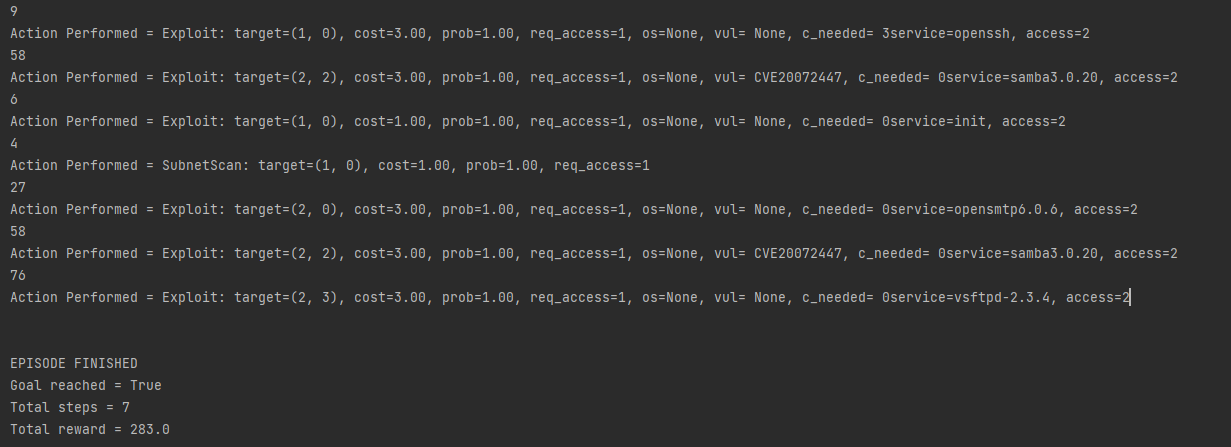 9
Action Performed = Exploit: target=(1, 0), cost=3.00, prob=1.00, req_access=1, os=None, vul= None, c_needed= 3service=openssh, access=2
58
Action Performed = Exploit: target=(2, 2), cost=3.00, prob=1.00, req_access=1, os=None, vul= CVE20072447, c_needed= 0service=samba3.0.20, access=2
6
Action Performed = Exploit: target=(1, 0), cost=1.00, prob=1.00, req_access=1, os=None, vul= None, c_needed= 0service=init, access=2
4
Action Performed = SubnetScan: target=(1, 0), cost=1.00, prob=1.00, req_access=1
27
Action Performed = Exploit: target=(2, 0), cost=3.00, prob=1.00, req_access=1, os=None, vul= None, c_needed= 0service=opensmtp6.0.6, access=2
58
Action Performed = Exploit: target=(2, 2), cost=3.00, prob=1.00, req_access=1, os=None, vul= CVE20072447, c_needed= 0service=samba3.0.20, access=2
76
Action Performed = Exploit: target=(2, 3), cost=3.00, prob=1.00, req_access=1, os=None, vul= None, c_needed= 0service=vsftpd-2.3.4, access=2
EPISODE FINISHED
Goal reached = True
Total steps = 7
Total reward = 283.0